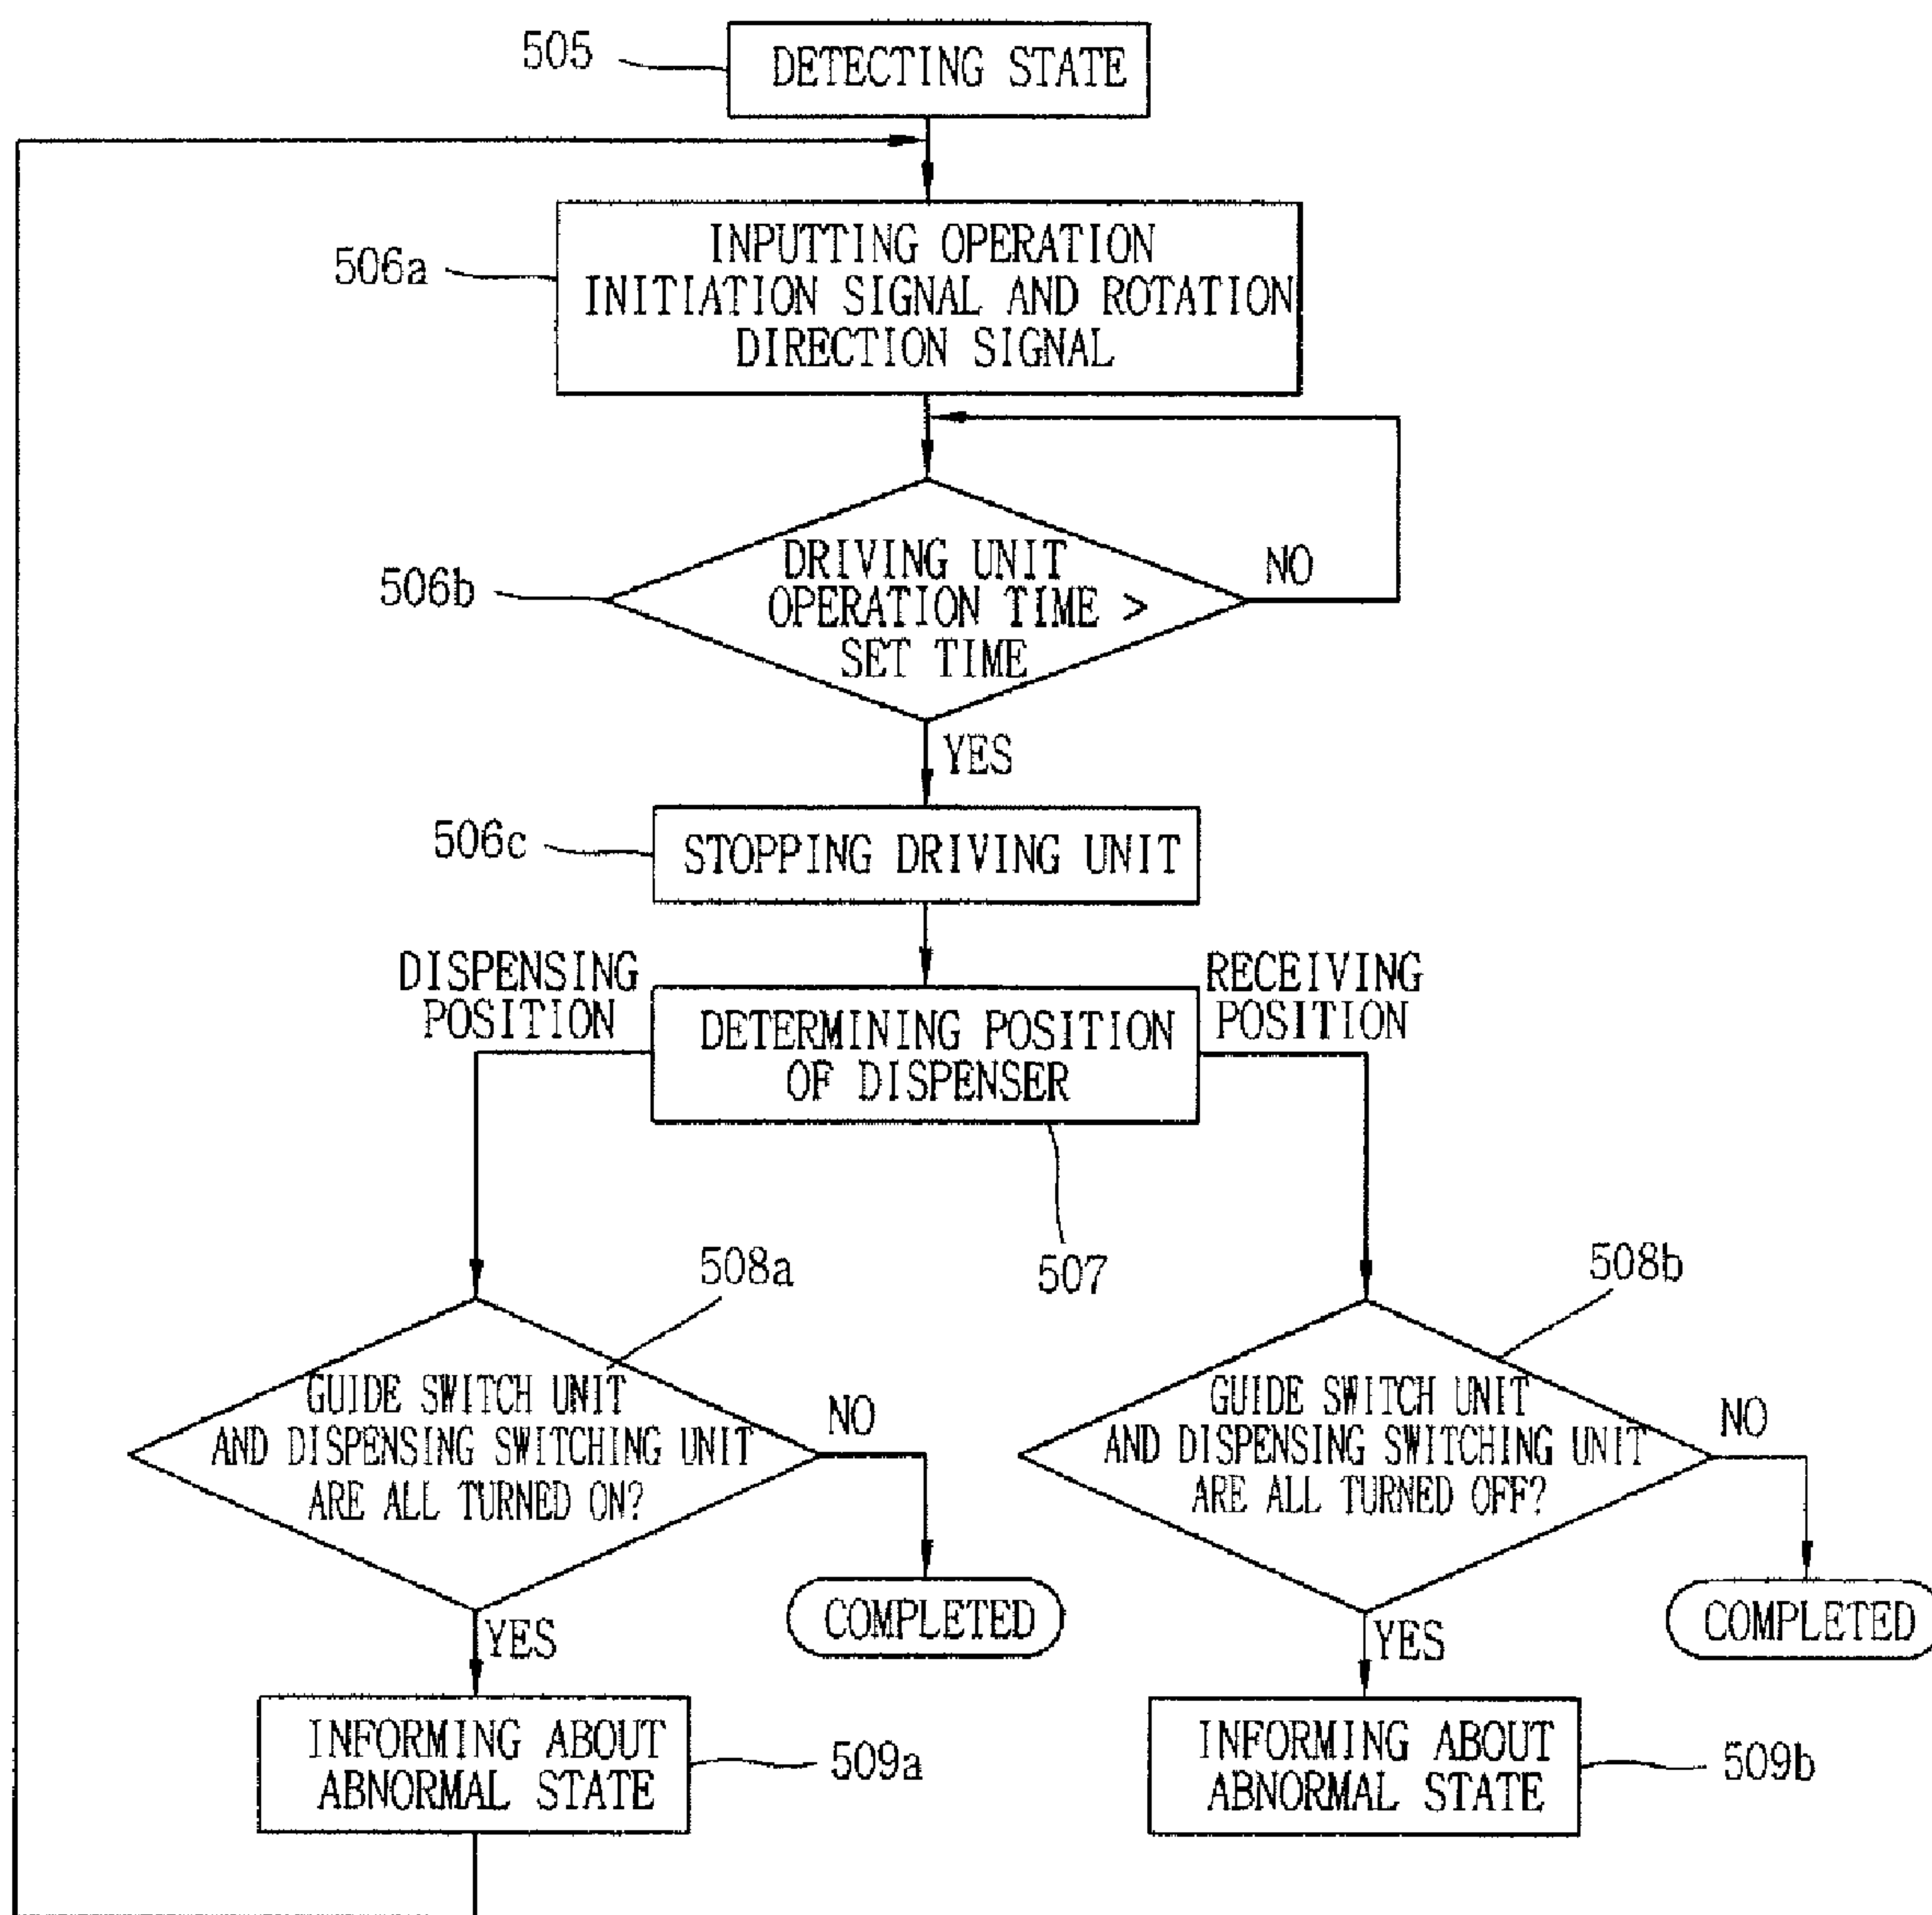 505
DETECTING STATE
506a
INPUTTING OPERATION
INITIATION SIGNAL AND ROTATION
DIRECTION SIGNAL
506b
DRIVING UNIT
OPERATION TIME >
SET TIME
NO
YES
506c
STOPPING DRIVING UNIT
DISPENSING
POSITION
RECEIVING
POSITION
DETERMINING POSITION
OF DISPENSER
507
508a
GUIDE SWITCH UNIT
AND DISPENSING SWITCHING UNIT
ARE ALL TURNED ON?
NO
COMPLETED
YES
508b
GUIDE SWITCH UNIT
AND DISPENSING SWITCHING UNIT
ARE ALL TURNED OFF?
NO
COMPLETED
YES
INFORMING ABOUT
ABNORMAL STATE
509a
INFORMING ABOUT
ABNORMAL STATE
509b